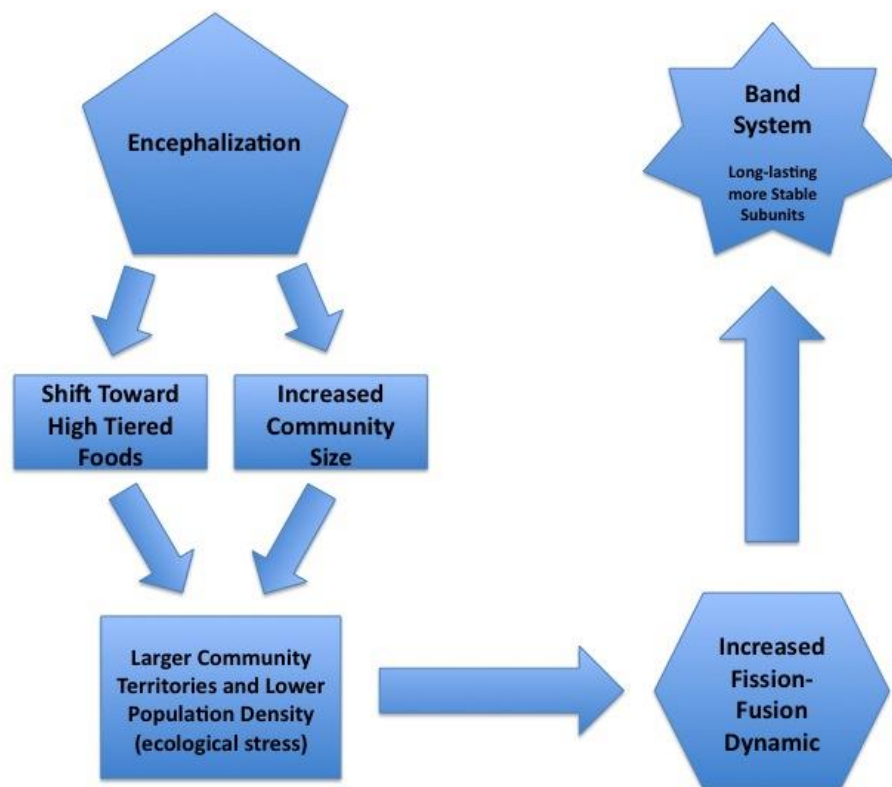 Encephalization
Shift Toward
High Tiered
Foods
Increased
Community
Size
Larger Community
Territories and Lower
Population Density
(ecological stress)
Increased
Fission-
Fusion
Dynamic
Band
System
Long-lasting
more Stable
Subunits